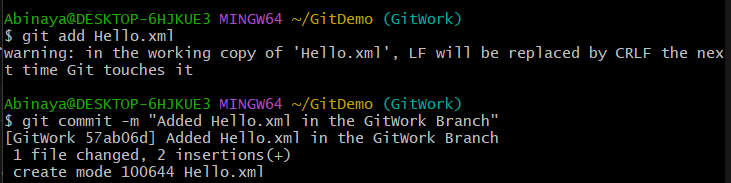 Abinaya@DESKTOP-6HJKUE3 MINGW64 ~/GitDemo (GitWork)
$ git add Hello.xml
warning: in the working copy of 'Hello.xml', LF will be replaced by CRLF the nex
t time Git touches it

Abinaya@DESKTOP-6HJKUE3 MINGW64 ~/GitDemo (GitWork)
$ git commit -m "Added Hello.xml in the GitWork Branch"
[GitWork 57ab06d] Added Hello.xml in the GitWork Branch
 1 file changed, 2 insertions(+)
 create mode 100644 Hello.xml